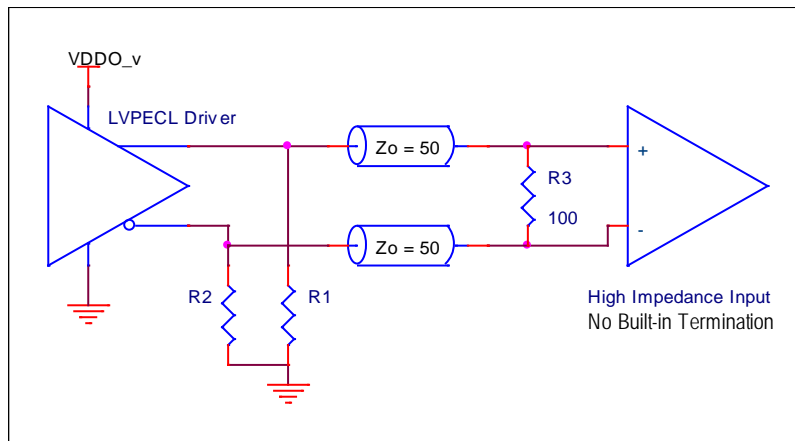 VDDO_v
LVPECL Driver
Zo = 50
+
R3
100
Zo = 50
-
R2
R1
High Impedance Input
No Built-in Termination